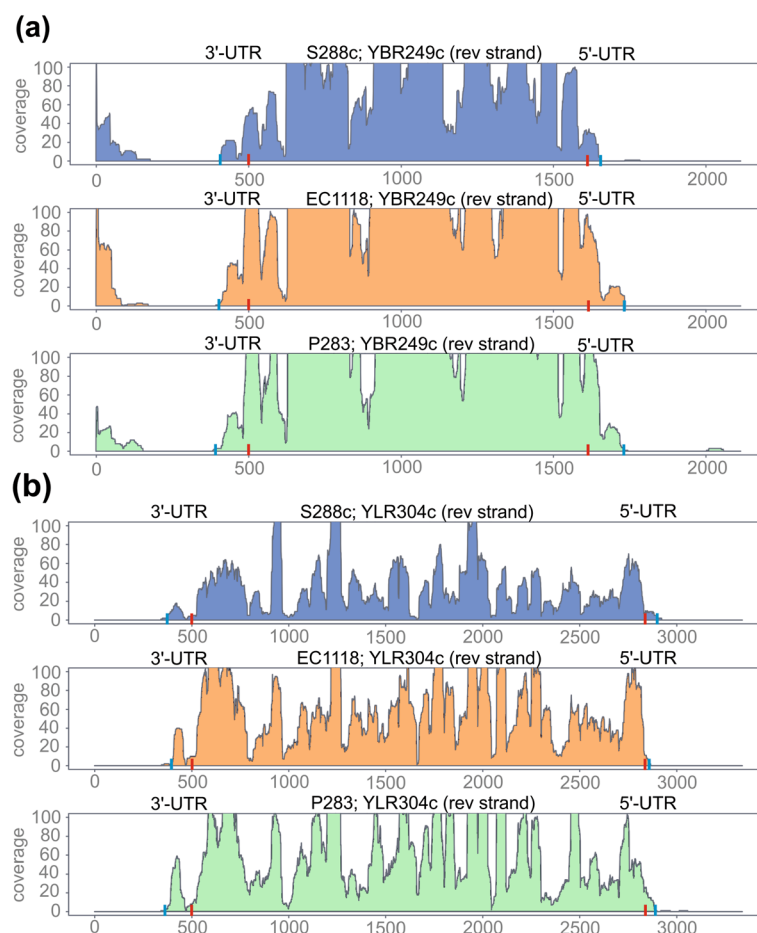 (a)
3'-UTR S288c; YBR249c (rev strand) 5'-UTR
coverage
100
80
60
40
20
0
0 500 1000 1500 2000
3'-UTR EC1118; YBR249c (rev strand) 5'-UTR
coverage
100
80
60
40
20
0
0 500 1000 1500 2000
3'-UTR P283; YBR249c (rev strand) 5'-UTR
coverage
100
80
60
40
20
0
0 500 1000 1500 2000
(b)
3'-UTR S288c; YLR304c (rev strand) 5'-UTR
coverage
100
80
60
40
20
0
0 500 1000 1500 2000 2500 3000
3'-UTR EC1118; YLR304c (rev strand) 5'-UTR
coverage
100
80
60
40
20
0
0 500 1000 1500 2000 2500 3000
3'-UTR P283; YLR304c (rev strand) 5'-UTR
coverage
100
80
60
40
20
0
0 500 1000 1500 2000 2500 3000